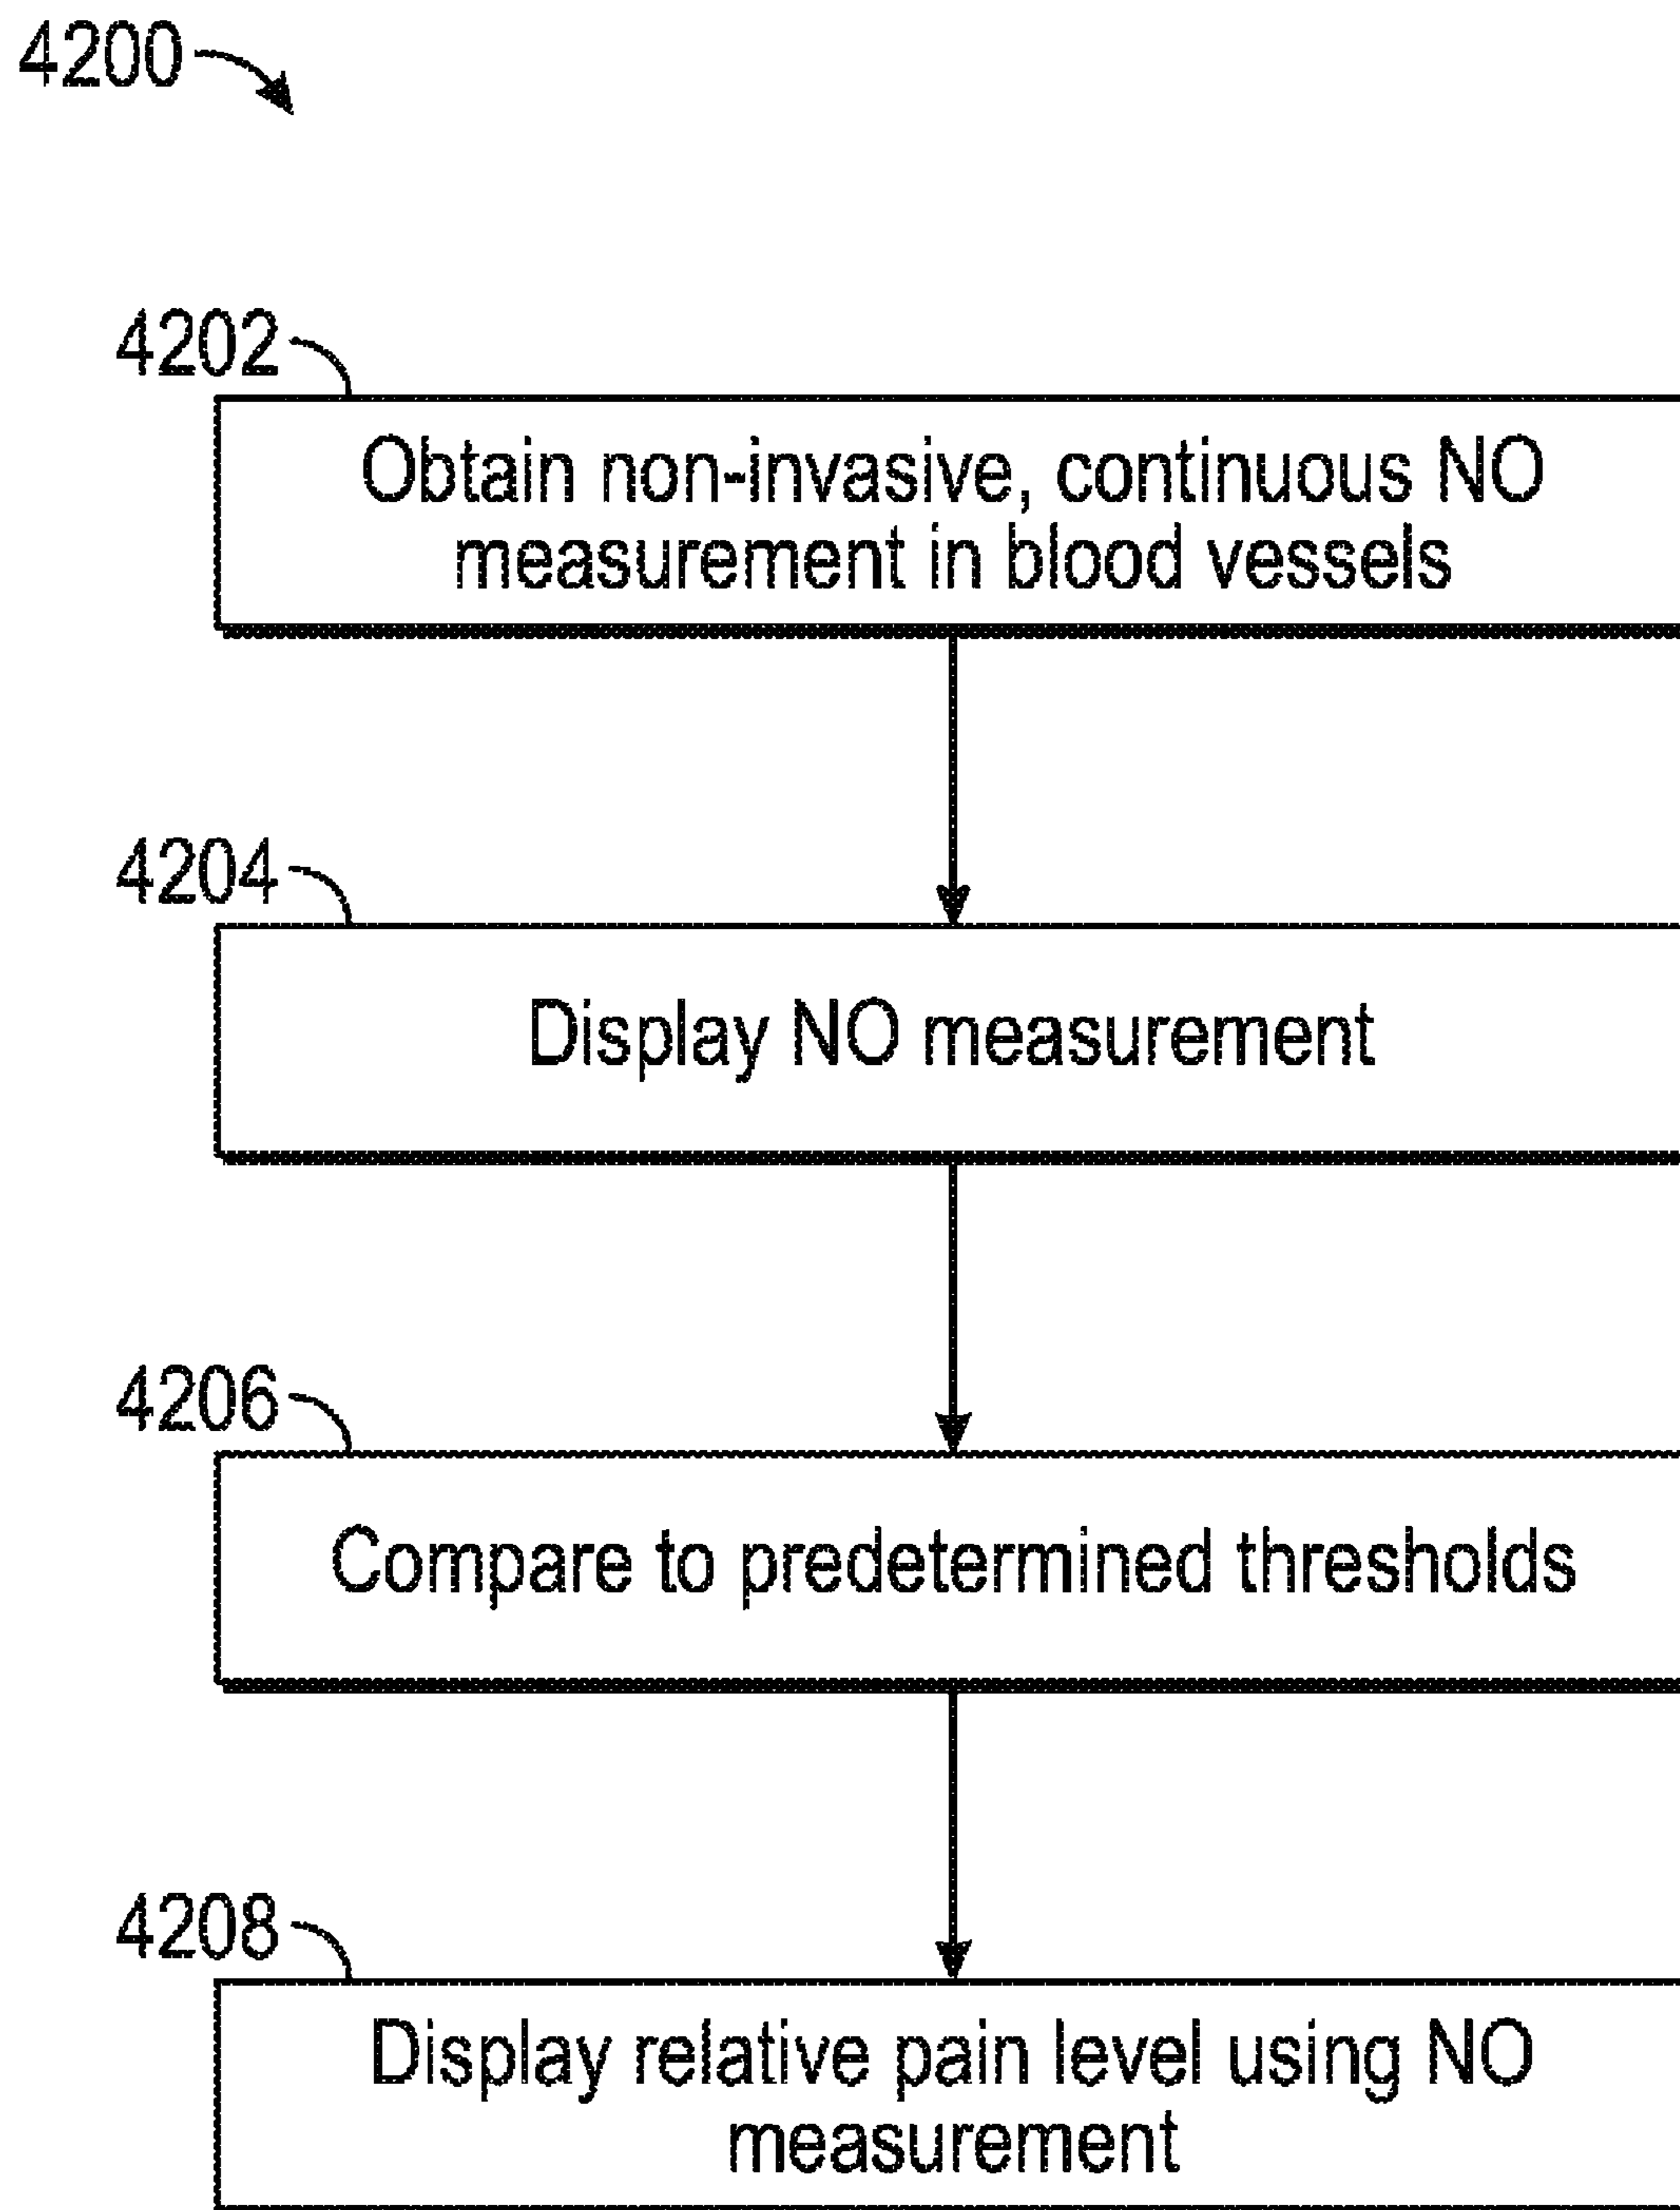 4200
4202
Obtain non-invasive, continuous NO
measurement in blood vessels
4204
Display NO measurement
4206
Compare to predetermined thresholds
4208
Display relative pain level using NO
measurement